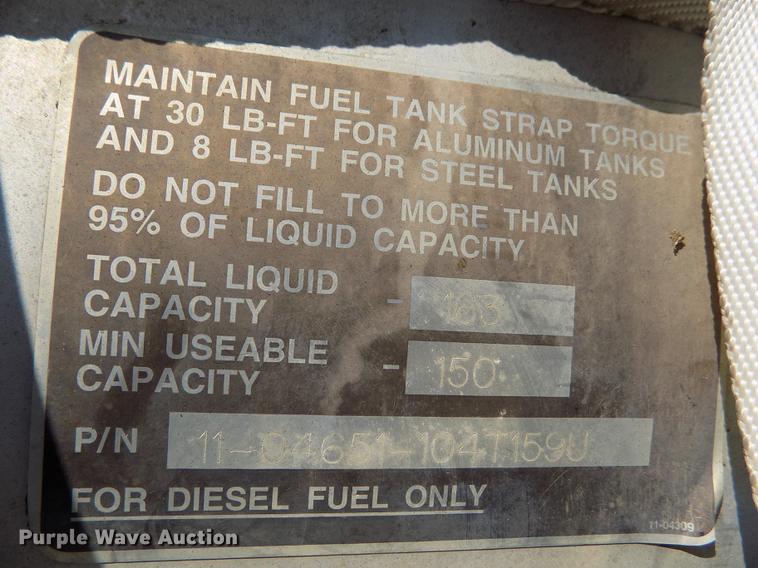 MAINTAIN FUEL TANK STRAP TORQUE
AT 30 LB-FT FOR ALUMINUM TANKS
AND 8 LB-FT FOR STEEL TANKS
DO NOT FILL TO MORE THAN
95% OF LIQUID CAPACITY
TOTAL LIQUID
CAPACITY - 163
MIN USEABLE
CAPACITY - 150
P/N 11-04651-104T159U
FOR DIESEL FUEL ONLY
11-04309
Purple Wave Auction